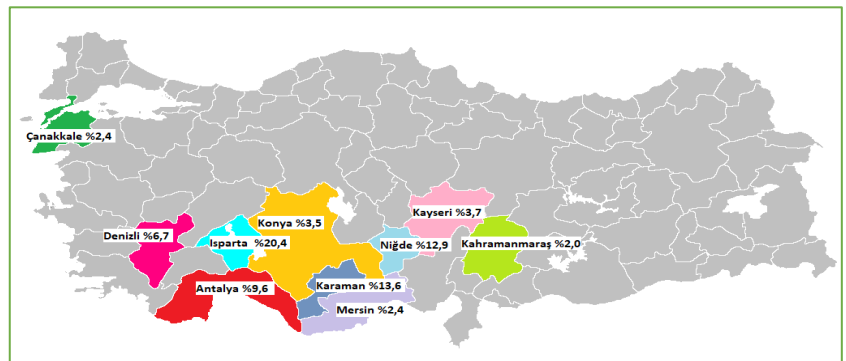 Çanakkale %2,4
Kayseri %3,7
Konya %3,5
Denizli %6,7
Isparta %20,4
Niğde %12,9
Kahramanmaraş %2,0
Antalya %9,6
Karaman %13,6
Mersin %2,4